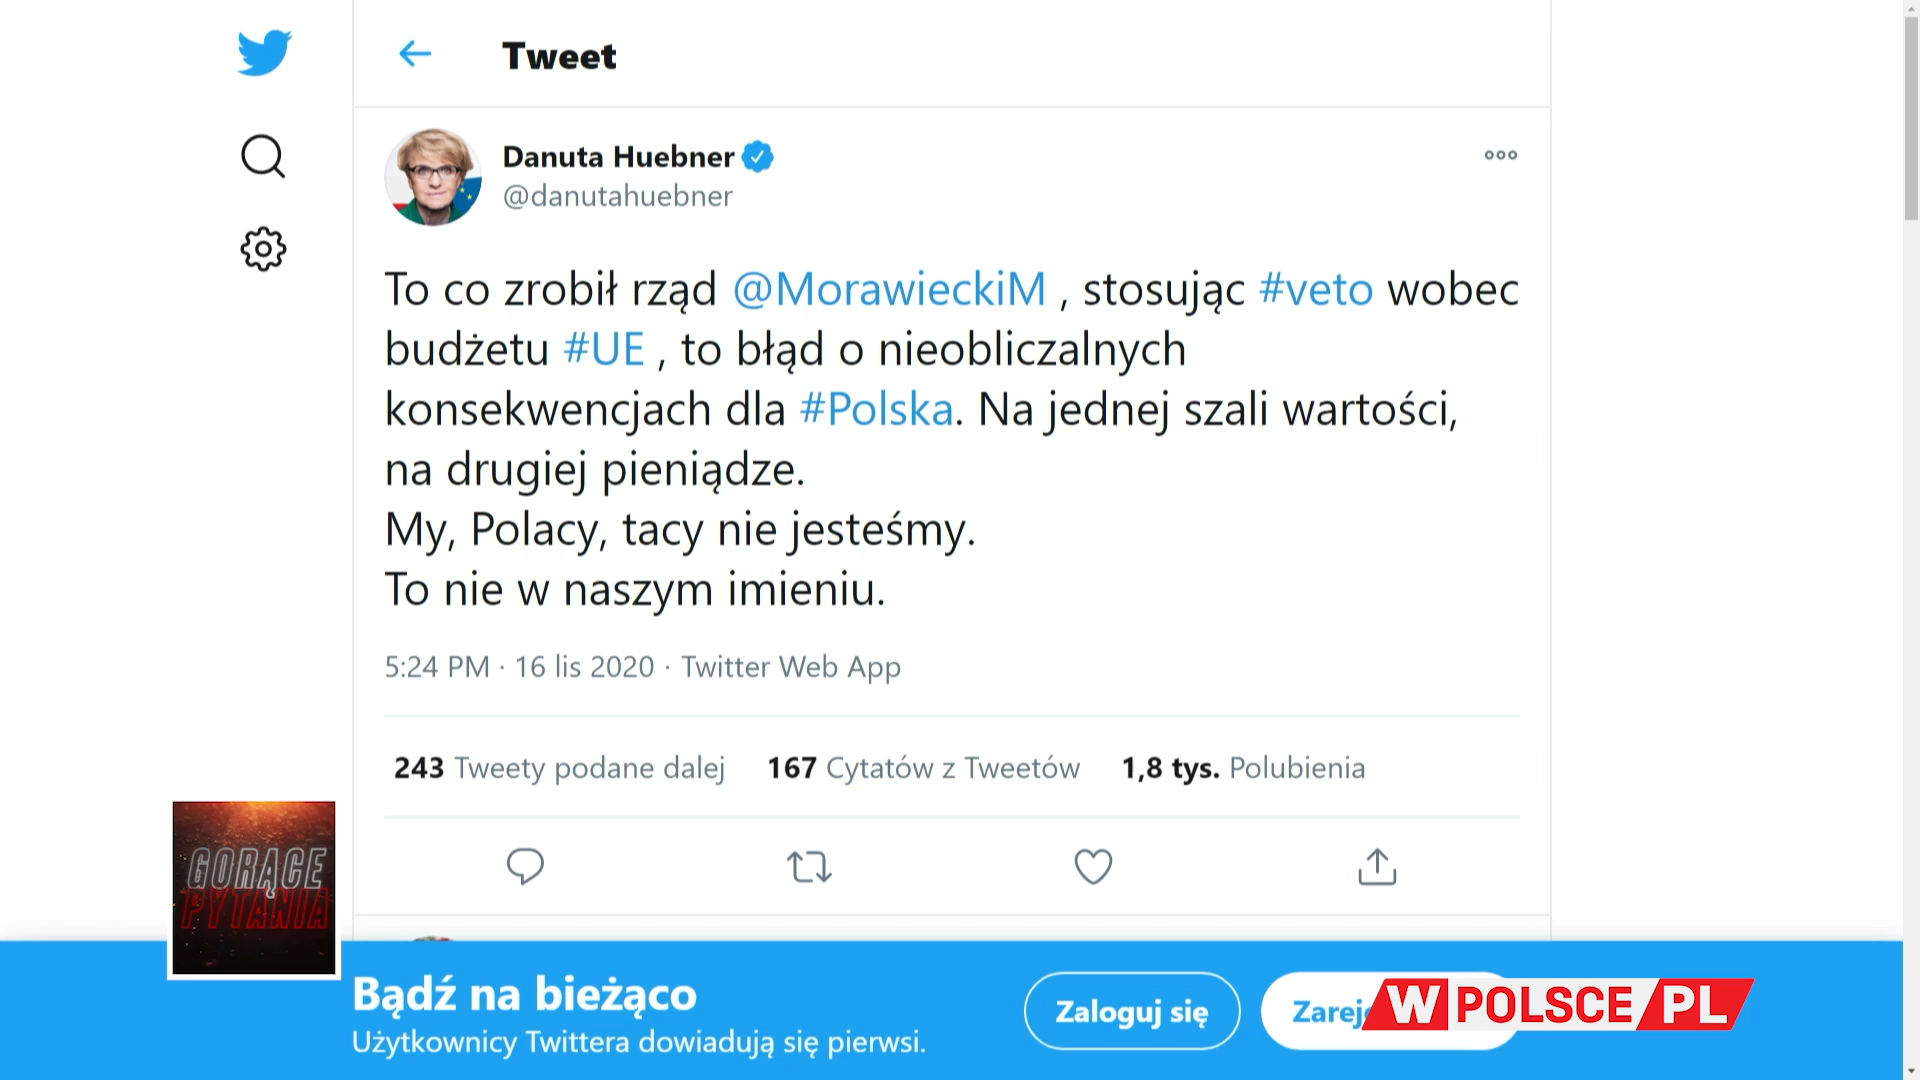 Tweet
Danuta Huebner
@danutahuebner
To co zrobił rząd @MorawieckiM , stosując #veto wobec
budżetu #UE , to błąd o nieobliczalnych
konsekwencjach dla #Polska. Na jednej szali wartości,
na drugiej pieniądze.
My, Polacy, tacy nie jesteśmy.
To nie w naszym imieniu.
5:24 PM · 16 lis 2020 · Twitter Web App
243 Tweety podane dalej 167 Cytatów z Tweetów 1,8 tys. Polubienia
GORĄCE
PYTANIA
Bądź na bieżąco
Użytkownicy Twittera dowiadują się pierwsi.
Zaloguj się
WPOLSCE/PL